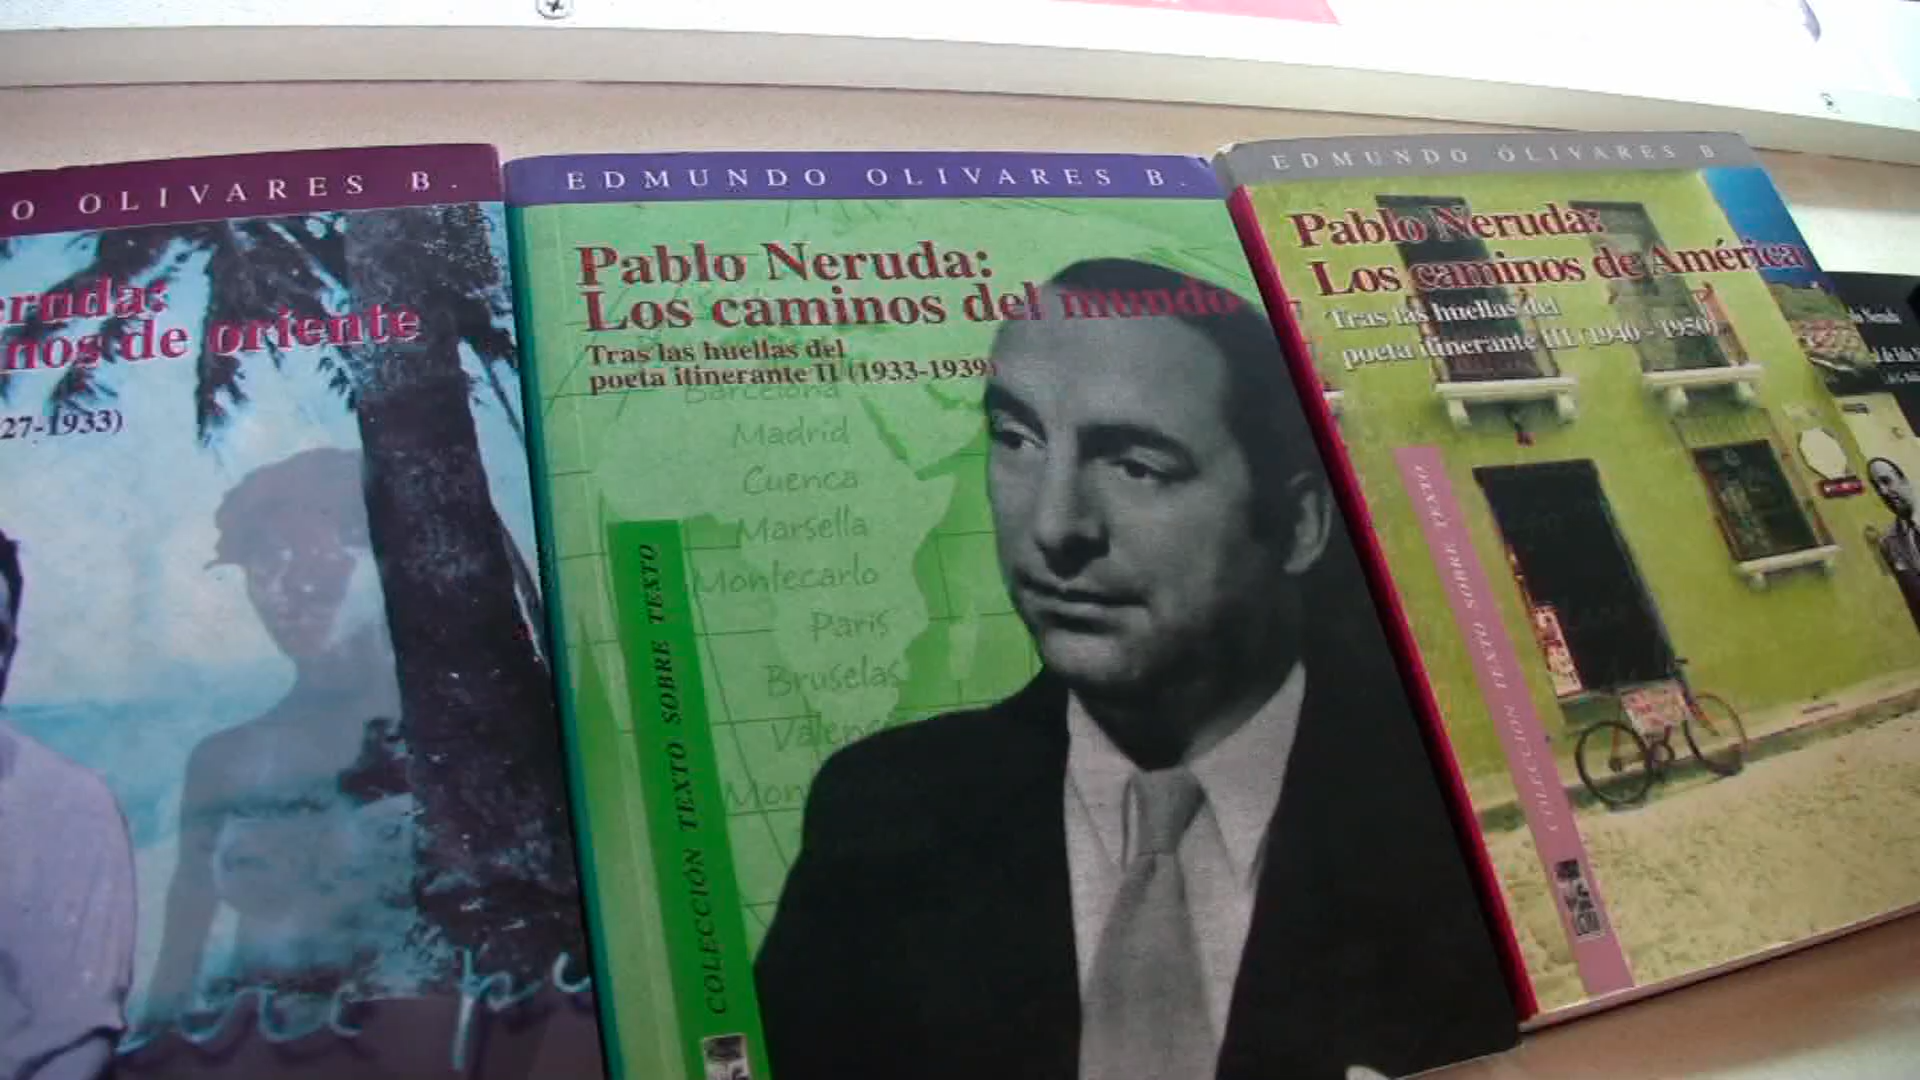 O OLIVARES B.
eruda:
nos de oriente
27-1933)
EDMUNDO OLIVARES B.
Pablo Neruda:
Los caminos del mundo
Tras las huellas del
poeta itinerante II (1933-1939)
Barcelona
Madrid
Cuenca
Marsella
Montecarlo
Paris
Bruselas
Valenc
Mon
COLECCIÓN TEXTO SOBRE TEXTO
EDMUNDO OLIVARES B
Pablo Neruda:
Los caminos de América
Tras las huellas del
poeta itinerante III (1940 - 1950)
COLECCIÓN TEXTO SOBRE TEXTO